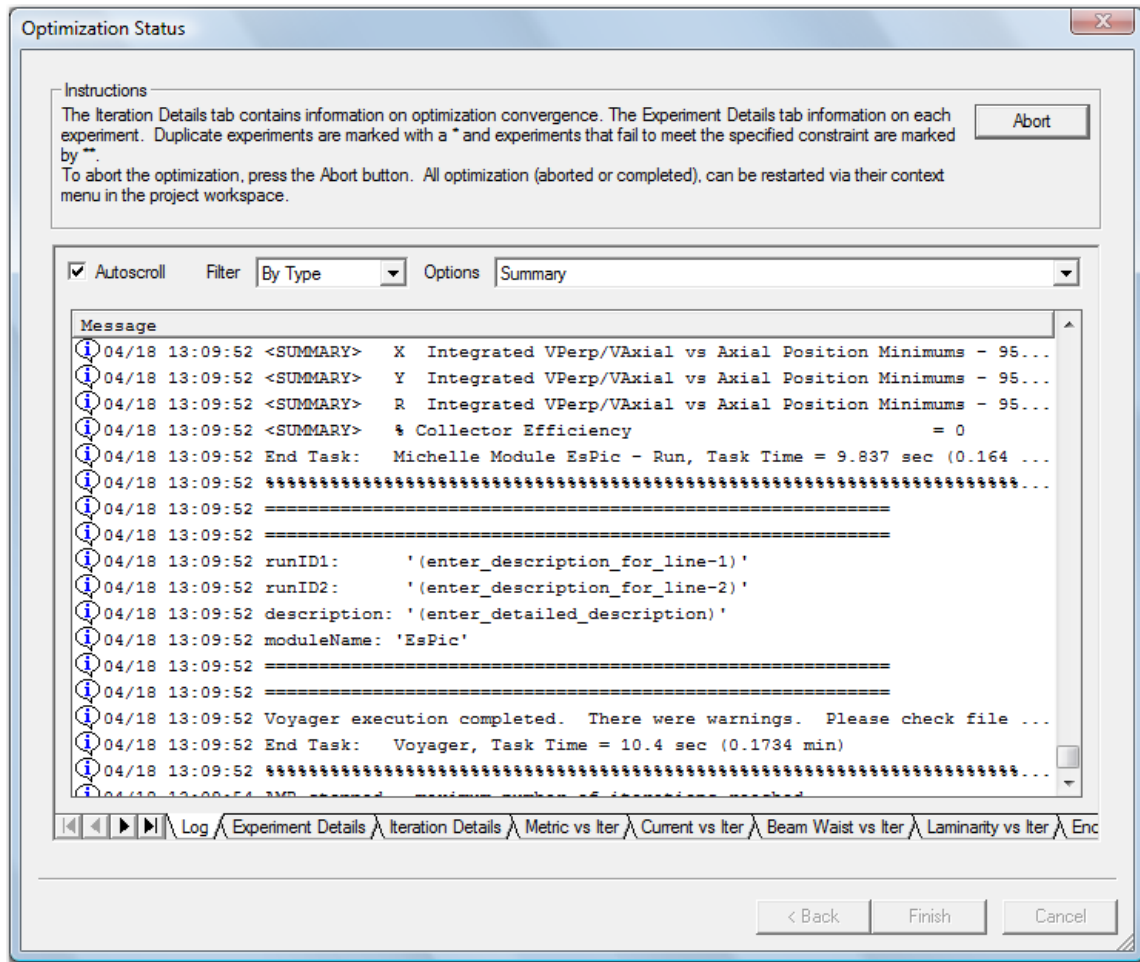 Optimization Status
Instructions
The Iteration Details tab contains information on optimization convergence. The Experiment Details tab information on each
experiment. Duplicate experiments are marked with a * and experiments that fail to meet the specified constraint are marked
by **.
To abort the optimization, press the Abort button. All optimization (aborted or completed), can be restarted via their context
menu in the project workspace.
Abort
Autoscroll Filter By Type Options Summary
Message
04/18 13:09:52 <SUMMARY> X Integrated VPerp/VAxial vs Axial Position Minimums - 95...
04/18 13:09:52 <SUMMARY> Y Integrated VPerp/VAxial vs Axial Position Minimums - 95...
04/18 13:09:52 <SUMMARY> R Integrated VPerp/VAxial vs Axial Position Minimums - 95...
04/18 13:09:52 <SUMMARY> % Collector Efficiency = 0
04/18 13:09:52 End Task: Michelle Module EsPic - Run, Task Time = 9.837 sec (0.164 ...
04/18 13:09:52 %%%%%%%%%%%%%%%%%%%%%%%%%%%%%%%%%%%%%%%%%%%%%%%%%%%%%%%%%%%%%%%%%%%%%%%...
04/18 13:09:52 ==========================================================
04/18 13:09:52 ==========================================================
04/18 13:09:52 runID1: '(enter_description_for_line-1)'
04/18 13:09:52 runID2: '(enter_description_for_line-2)'
04/18 13:09:52 description: '(enter_detailed_description)'
04/18 13:09:52 moduleName: 'EsPic'
04/18 13:09:52 ==========================================================
04/18 13:09:52 ==========================================================
04/18 13:09:52 Voyager execution completed. There were warnings. Please check file ...
04/18 13:09:52 End Task: Voyager, Task Time = 10.4 sec (0.1734 min)
04/18 13:09:52 %%%%%%%%%%%%%%%%%%%%%%%%%%%%%%%%%%%%%%%%%%%%%%%%%%%%%%%%%%%%%%%%%%%%%%%...
Log Experiment Details Iteration Details Metric vs Iter Current vs Iter Beam Waist vs Iter Laminarity vs Iter Enc
< Back Finish Cancel